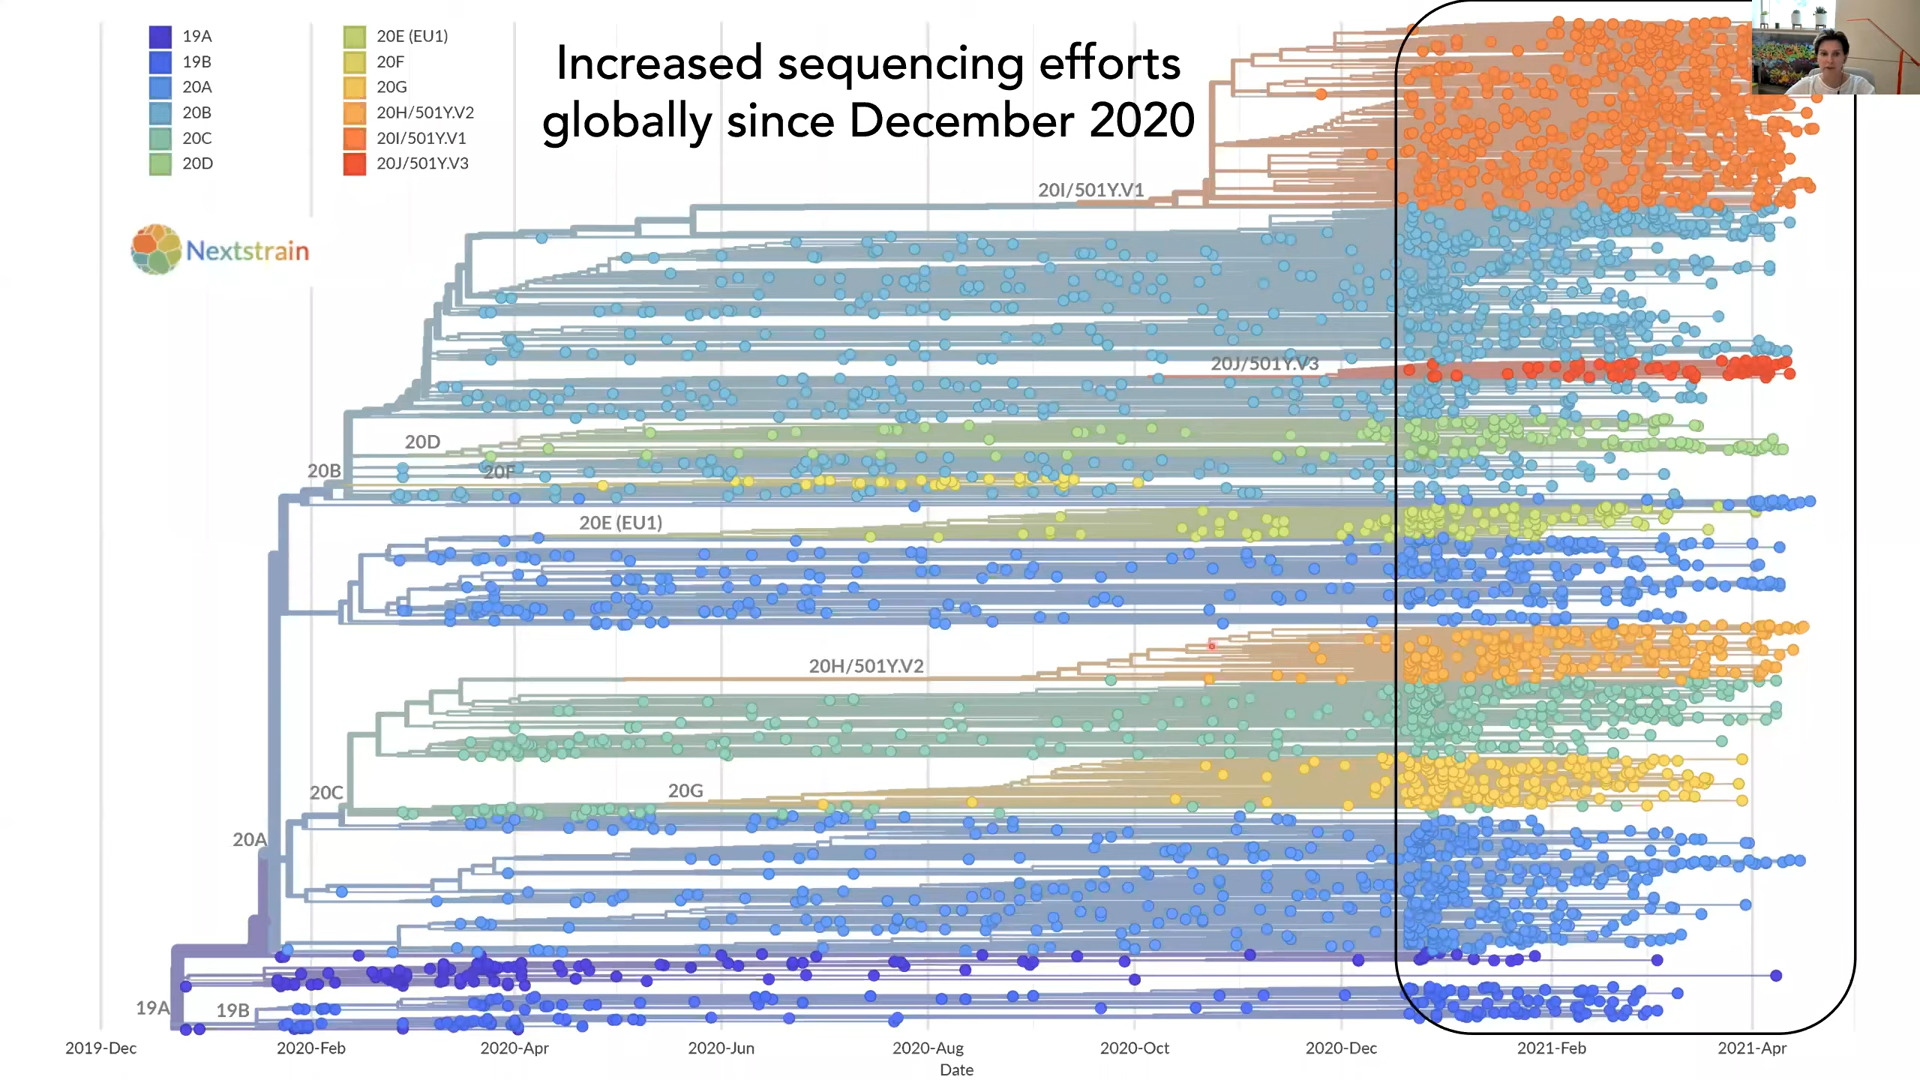 19A
19B
20A
20B
20C
20D
20E (EU1)
20F
20G
20H/501Y.V2
20I/501Y.V1
20J/501Y.V3
Increased sequencing efforts
globally since December 2020
Nextstrain
20I/501Y.V1
20J/501Y.V3
20D
20B
20F
20E (EU1)
20H/501Y.V2
20C
20G
20A
19A
19B
2019-Dec
2020-Feb
2020-Apr
2020-Jun
2020-Aug
2020-Oct
2020-Dec
2021-Feb
2021-Apr
Date